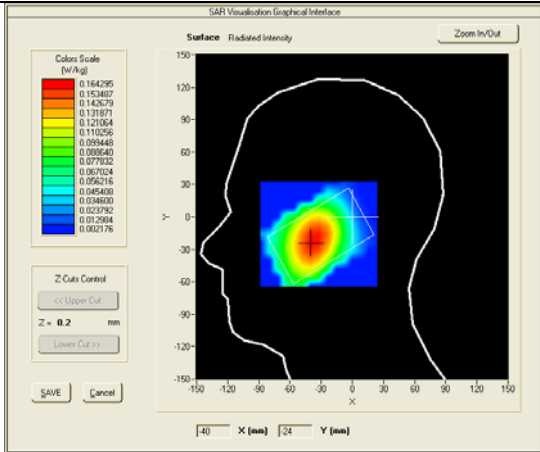 SAR Visualisation Graphical Interface
Surface Radiated Intensity
Zoom In/Out
Colors Scale
(W/kg)
0.164295
0.153487
0.142679
0.131871
0.121064
0.110256
0.099448
0.088640
0.077832
0.067024
0.056216
0.045408
0.034600
0.023792
0.012984
0.002176
Z Cuts Control
<< Upper Cut
Z = 0.2 mm
Lower Cut >>
SAVE Cancel
150
120
90
60
30
0
-30
-60
-90
-120
-150
Y
-150 -120 -90 -60 -30 0 30 60 90 120 150
X
-40 X (mm) -24 Y (mm)